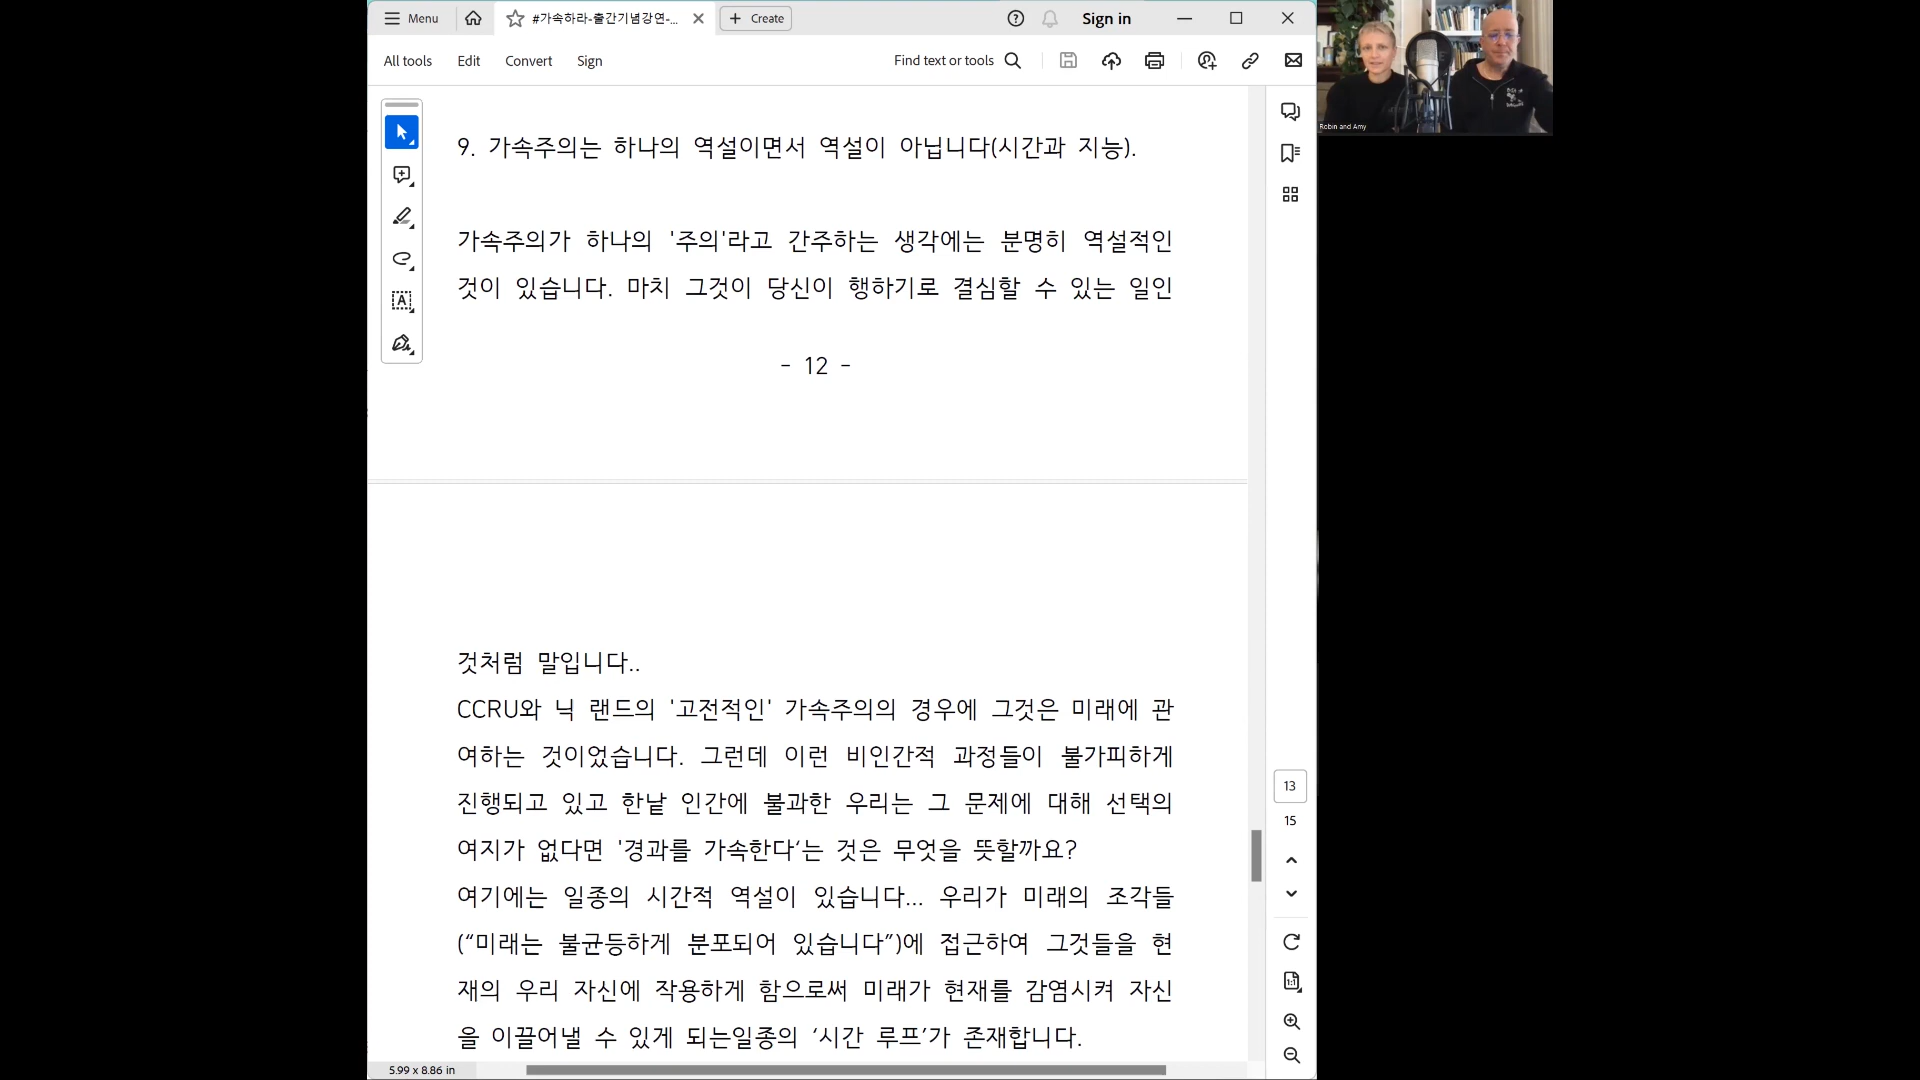 Menu
#가속하라-출간기념강연-...
Create
Sign in
All tools
Edit
Convert
Sign
Find text or tools
Robin and Amy
9. 가속주의는 하나의 역설이면서 역설이 아닙니다(시간과 지능).
가속주의가 하나의 '주의'라고 간주하는 생각에는 분명히 역설적인
것이 있습니다. 마치 그것이 당신이 행하기로 결심할 수 있는 일인
- 12 -
것처럼 말입니다..
CCRU와 닉 랜드의 '고전적인' 가속주의의 경우에 그것은 미래에 관
여하는 것이었습니다. 그런데 이런 비인간적 과정들이 불가피하게
진행되고 있고 한낱 인간에 불과한 우리는 그 문제에 대해 선택의
여지가 없다면 '경과를 가속한다‘는 것은 무엇을 뜻할까요?
여기에는 일종의 시간적 역설이 있습니다... 우리가 미래의 조각들
(“미래는 불균등하게 분포되어 있습니다”)에 접근하여 그것들을 현
재의 우리 자신에 작용하게 함으로써 미래가 현재를 감염시켜 자신
을 이끌어낼 수 있게 되는일종의 ‘시간 루프’가 존재합니다.
13
15
5.99 x 8.86 in